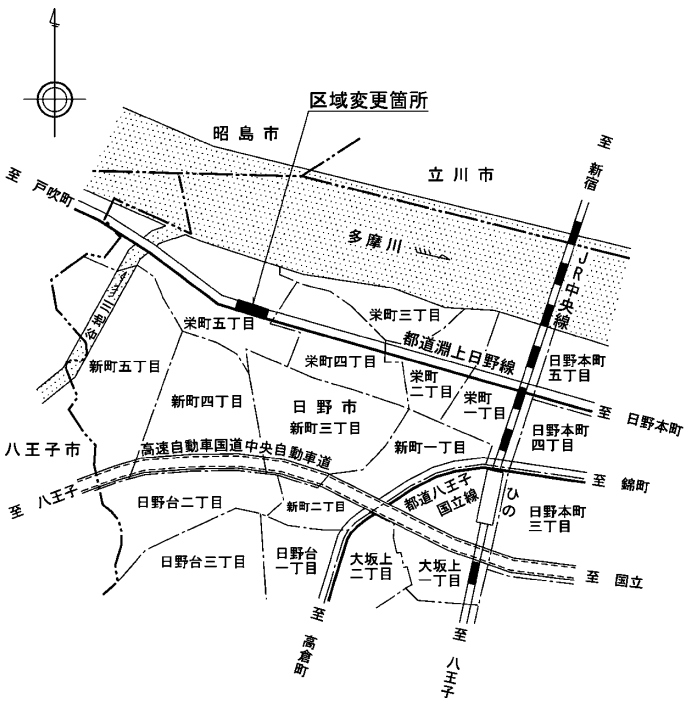 区域変更箇所
昭島市
立川市
至 新宿
至 戸吹町
多摩川
JR中央線
谷地川
栄町三丁目
栄町五丁目
都道淵上日野線
栄町四丁目
栄町
二丁目
日野本町
五丁目
新町五丁目
栄町
一丁目
新町四丁目
日野市
新町三丁目
至 日野本町
日野本町
四丁目
新町一丁目
八王子市
高速自動車国道中央自動車道
至 八王子
都道八王子
国立線
至 錦町
ひの
日野台二丁目
新町二丁目
日野本町
三丁目
日野台三丁目
日野台
一丁目
大坂上
二丁目
大坂上
一丁目
至 国立
至 高倉町
至 八王子